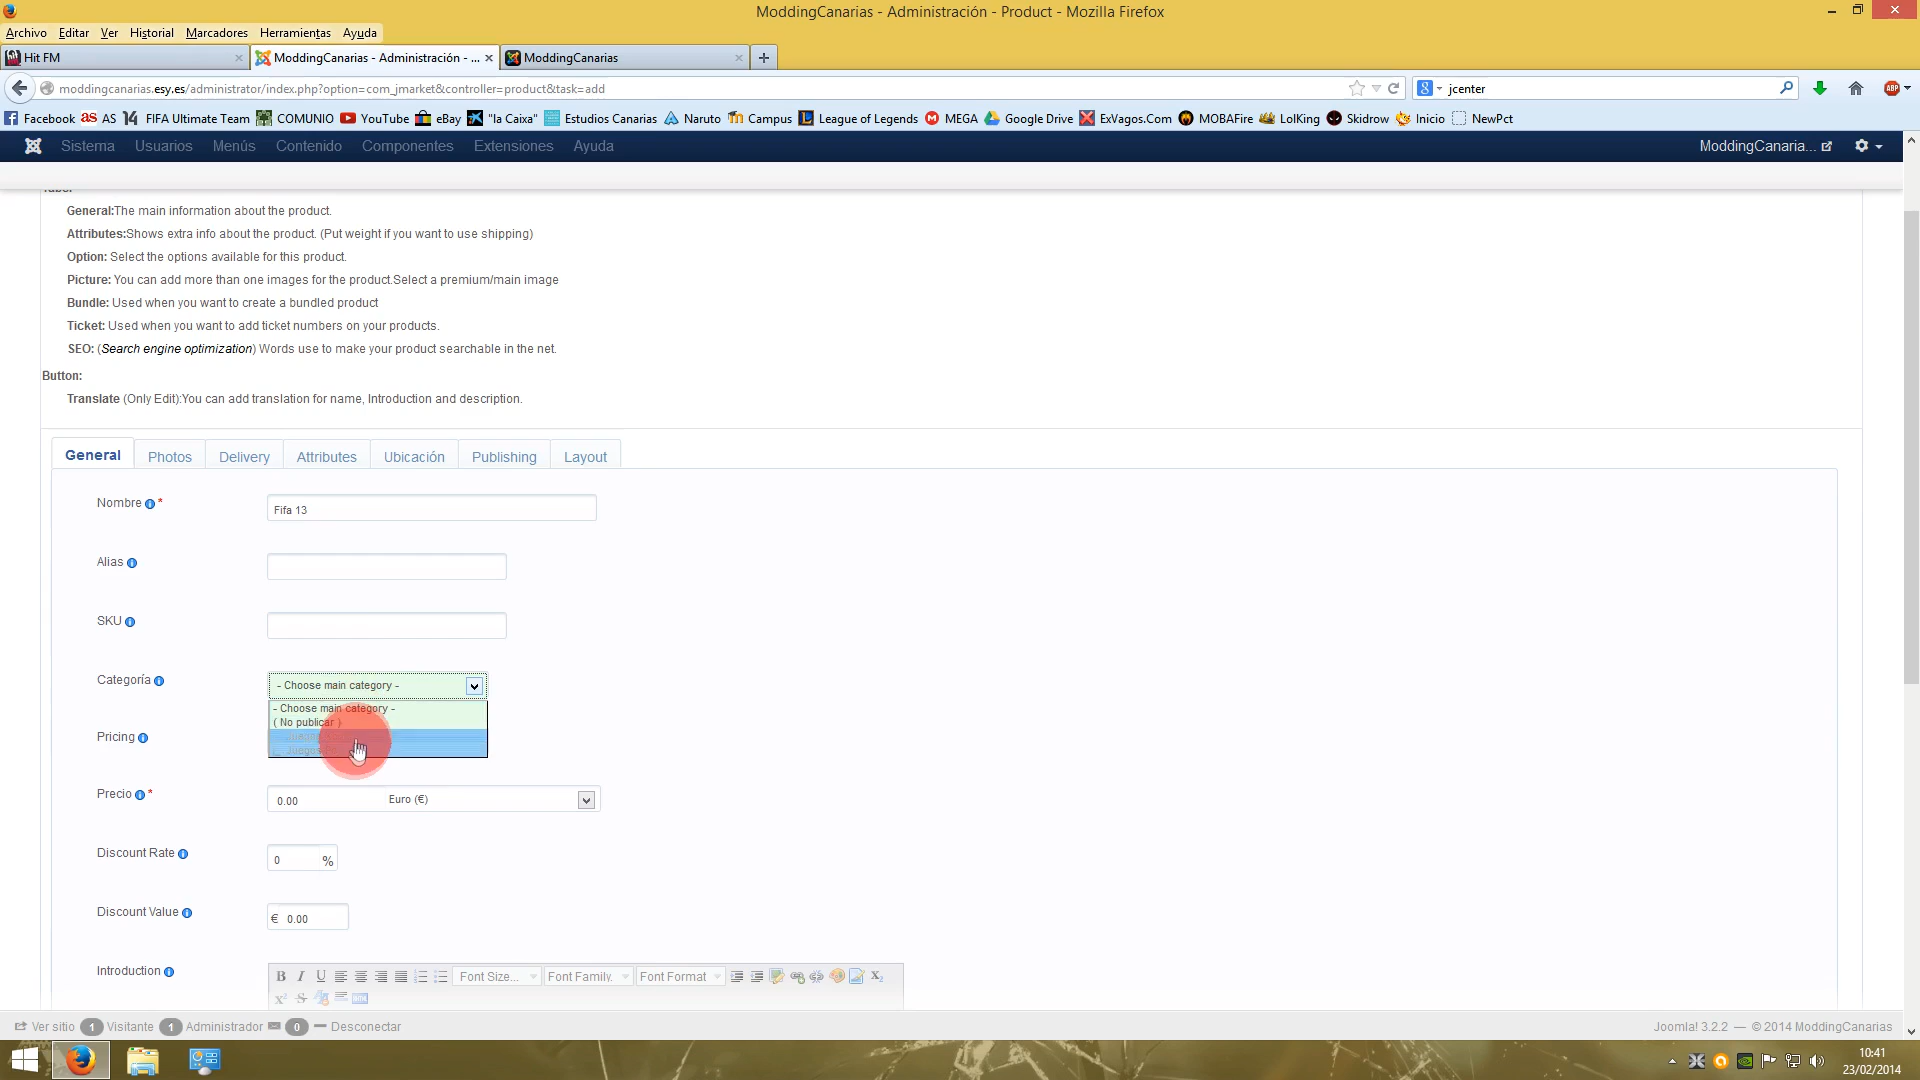 ModdingCanarias - Administración - Product - Mozilla Firefox
Archivo Editar Ver Historial Marcadores Herramientas Ayuda
Hit FM
ModdingCanarias - Administración - ...
ModdingCanarias
moddingcanarias.esy.es/administrator/index.php?option=com_jmarket&controller=product&task=add
jcenter
Facebook AS FIFA Ultimate Team COMUNIO YouTube eBay "la Caixa" Estudios Canarias Naruto Campus League of Legends MEGA Google Drive ExVagos.Com MOBAFire LolKing Skidrow Inicio NewPct
Sistema Usuarios Menús Contenido Componentes Extensiones Ayuda
ModdingCanaria...
General:The main information about the product.
Attributes:Shows extra info about the product. (Put weight if you want to use shipping)
Option: Select the options available for this product.
Picture: You can add more than one images for the product.Select a premium/main image
Bundle: Used when you want to create a bundled product
Ticket: Used when you want to add ticket numbers on your products.
SEO: (Search engine optimization) Words use to make your product searchable in the net.
Button:
Translate (Only Edit):You can add translation for name, Introduction and description.
General Photos Delivery Attributes Ubicación Publishing Layout
Nombre * Fifa 13
Alias
SKU
Categoría - Choose main category -
- Choose main category -
( No publicar )
Pricing
Precio * 0.00 Euro (€)
Discount Rate 0 %
Discount Value € 0.00
Introduction B I U Font Size... Font Family. Font Format
Ver sitio 1 Visitante 1 Administrador 0 Desconectar
Joomla! 3.2.2 — © 2014 ModdingCanarias
10:41
23/02/2014